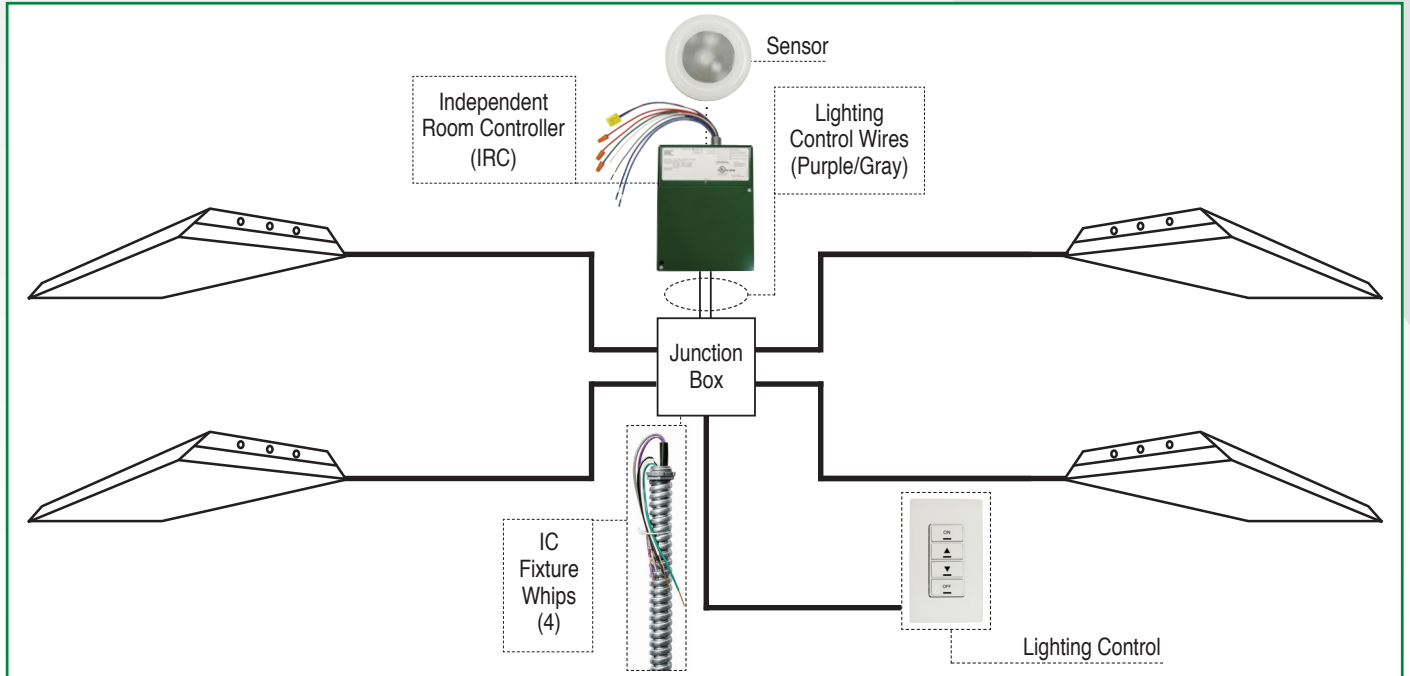 Sensor
Independent
Room Controller
(IRC)
Lighting
Control Wires
(Purple/Gray)
Junction
Box
IC
Fixture
Whips
(4)
ON
OFF
Lighting Control